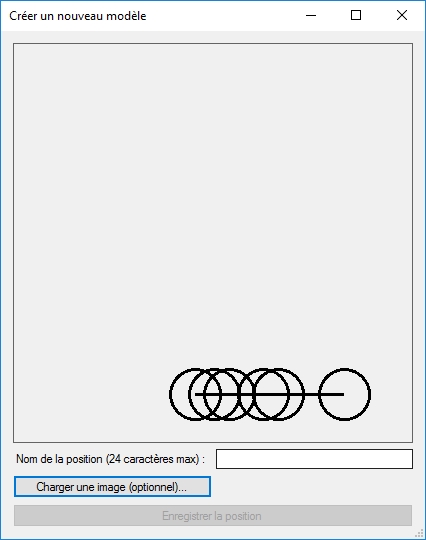 Créer un nouveau modèle
Nom de la position (24 caractères max) :
Charger une image (optionnel)...
Enregistrer la position